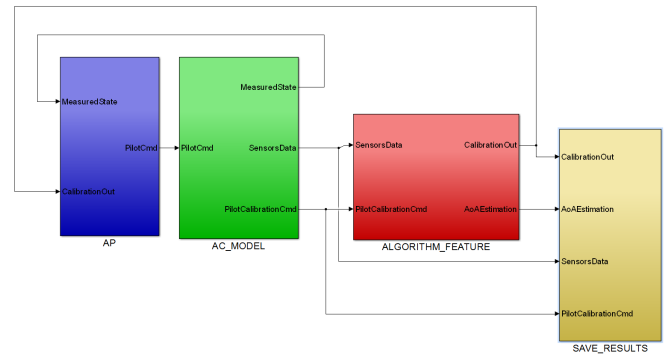 MeasuredState
PilotCmd
CalibrationOut
AP
MeasuredState
PilotCmd
SensorsData
PilotCalibrationCmd
AC_MODEL
SensorsData
CalibrationOut
PilotCalibrationCmd
AoAEstimation
ALGORITHM_FEATURE
CalibrationOut
AoAEstimation
SensorsData
PilotCalibrationCmd
SAVE_RESULTS